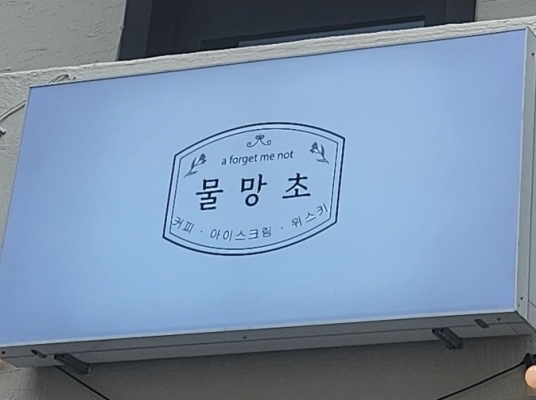 a forget me not
물망초
커피 · 아이스크림 · 위스키